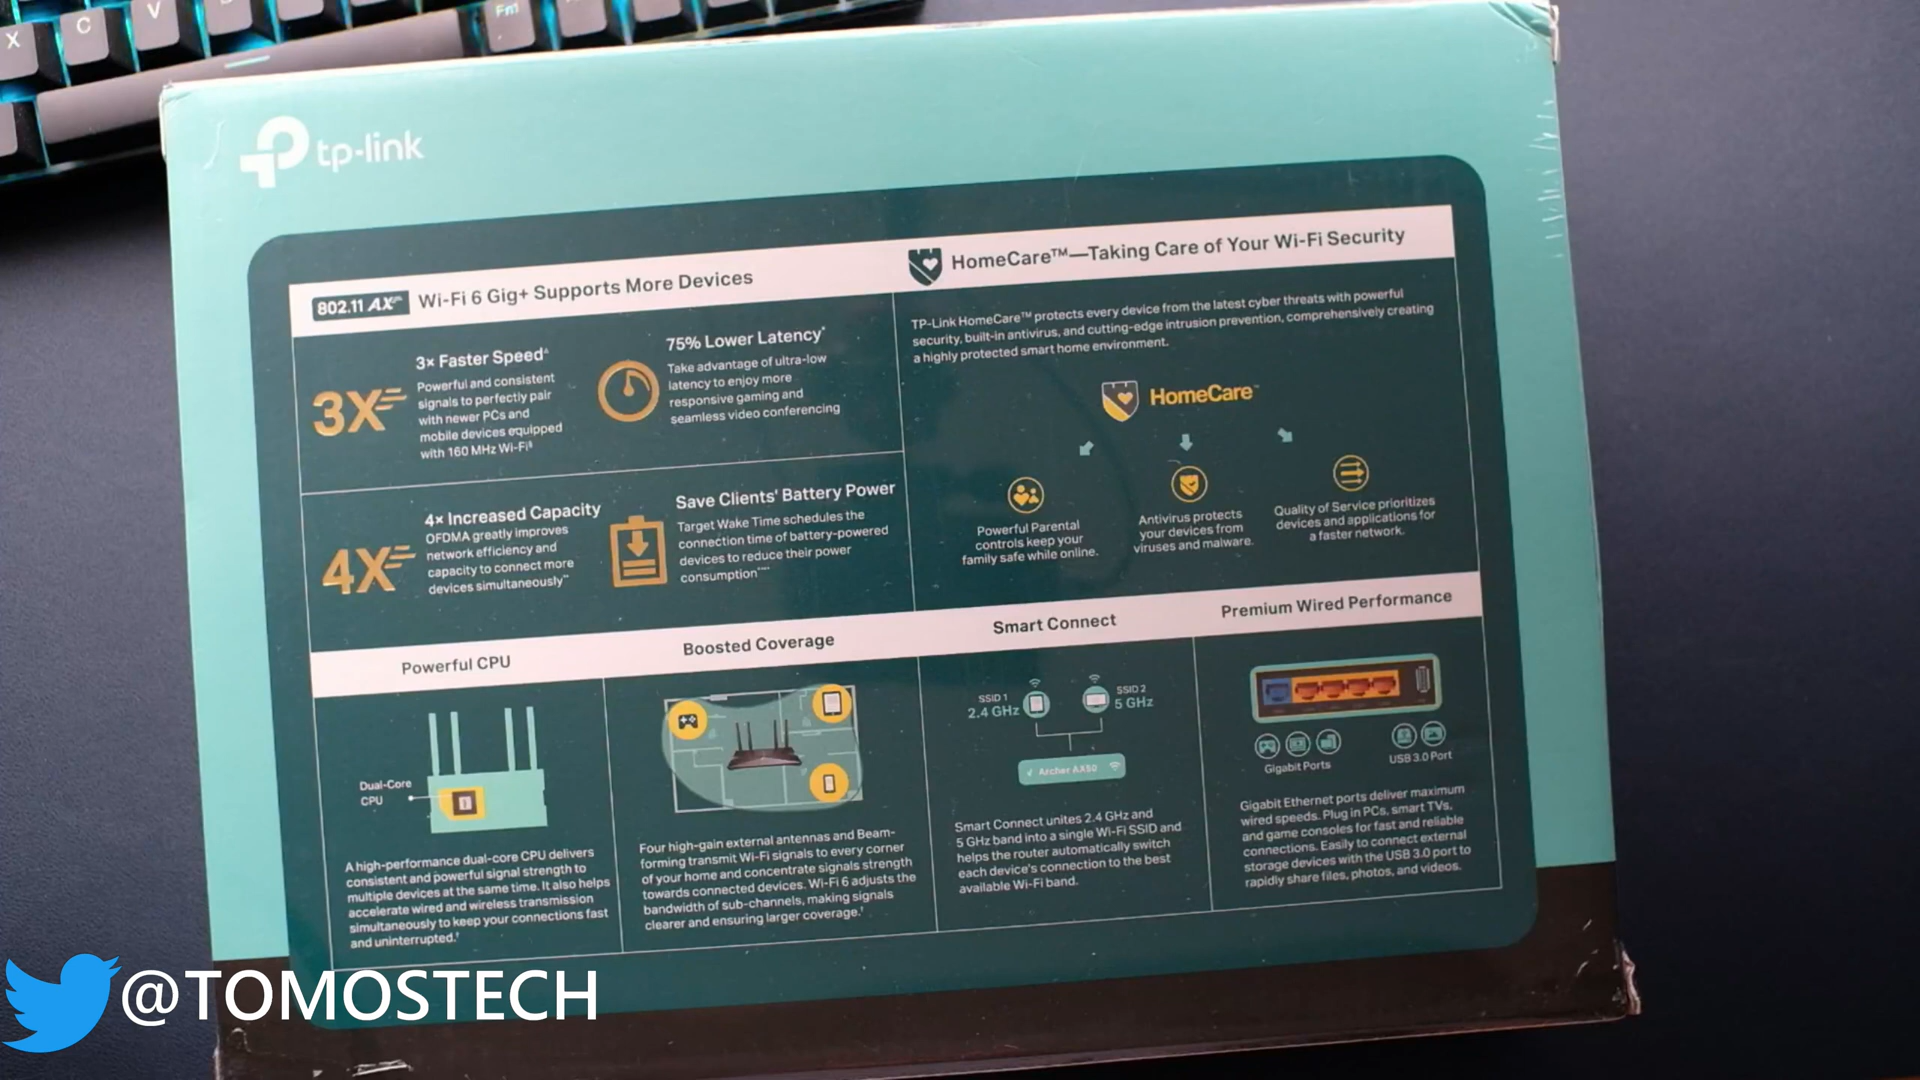 X
C
V
Fn1
tp-link
802.11 AX
Wi-Fi 6 Gig+ Supports More Devices
HomeCare™—Taking Care of Your Wi-Fi Security
3X
3× Faster Speed
Powerful and consistent
signals to perfectly pair
with newer PCs and
mobile devices equipped
with 160 MHz Wi-Fi§
75% Lower Latency*
Take advantage of ultra-low
latency to enjoy more
responsive gaming and
seamless video conferencing
4X
4× Increased Capacity
OFDMA greatly improves
network efficiency and
capacity to connect more
devices simultaneously**
Save Clients' Battery Power
Target Wake Time schedules the
connection time of battery-powered
devices to reduce their power
consumption
TP-Link HomeCare™ protects every device from the latest cyber threats with powerful
security, built-in antivirus, and cutting-edge intrusion prevention, comprehensively creating
a highly protected smart home environment.
HomeCare™
Powerful Parental
controls keep your
family safe while online.
Antivirus protects
your devices from
viruses and malware.
Quality of Service prioritizes
devices and applications for
a faster network.
Powerful CPU
Dual-Core
CPU
A high-performance dual-core CPU delivers
consistent and powerful signal strength to
multiple devices at the same time. It also helps
accelerate wired and wireless transmission
simultaneously to keep your connections fast
and uninterrupted.†
Boosted Coverage
Four high-gain external antennas and Beam-
forming transmit Wi-Fi signals to every corner
of your home and concentrate signals strength
towards connected devices. Wi-Fi 6 adjusts the
bandwidth of sub-channels, making signals
clearer and ensuring larger coverage.†
Smart Connect
SSID 1
2.4 GHz
SSID 2
5 GHz
Archer AX50
Smart Connect unites 2.4 GHz and
5 GHz band into a single Wi-Fi SSID and
helps the router automatically switch
each device's connection to the best
available Wi-Fi band.
Premium Wired Performance
Gigabit Ports
USB 3.0 Port
Gigabit Ethernet ports deliver maximum
wired speeds. Plug in PCs, smart TVs,
and game consoles for fast and reliable
connections. Easily to connect external
storage devices with the USB 3.0 port to
rapidly share files, photos, and videos.
@TOMOSTECH